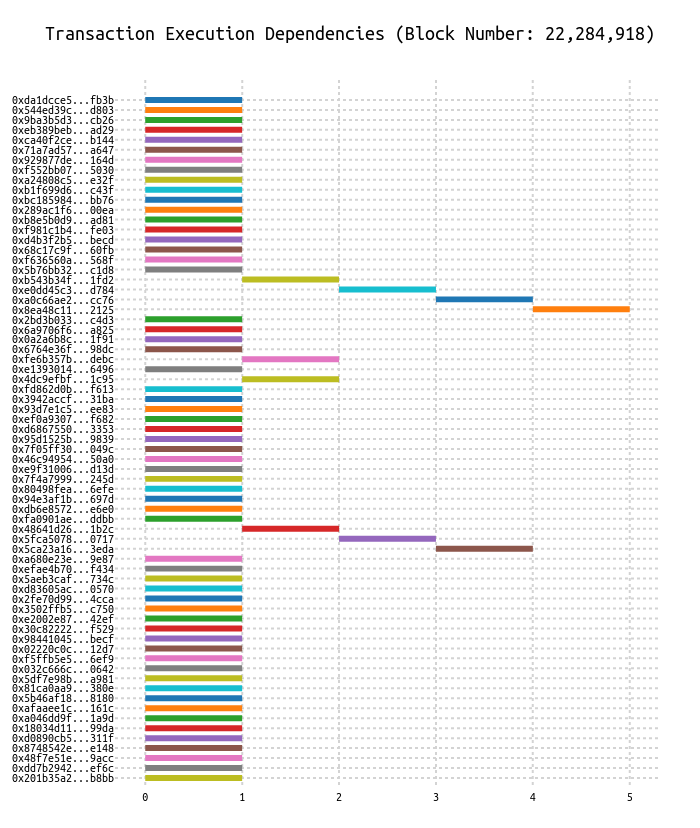 Transaction Execution Dependencies (Block Number: 22,284,918)
0xda1dcce5...fb3b
0x544ed39c...d803
0x9ba3b5d3...cb26
0xeb389beb...ad29
0xca40f2ce...b144
0x71a7ad57...a647
0x929877de...164d
0xf552bb07...5030
0xa24808c5...e32f
0xb1f699d6...c43f
0xbc185984...bb76
0x289ac1f6...00ea
0xb8e5b0d9...ad81
0xf981c1b4...fe03
0xd4b3f2b5...becd
0x68c17c9f...60fb
0xf636560a...568f
0x5b76bb32...c1d8
0xb543b34f...1fd2
0xe0dd45c3...d784
0xa0c66ae2...cc76
0x8ea48c11...2125
0x2bd3b033...c4d3
0x6a9706f6...a825
0x0a2a6b8c...1f91
0x6764e36f...98dc
0xfe6b357b...debc
0xe1393014...6496
0x4dc9efbf...1c95
0xfd862d0b...f613
0x3942accf...31ba
0x93d7e1c5...ee83
0xef0a9307...f682
0xd6867550...3353
0x95d1525b...9839
0x7f05ff30...049c
0x46c94954...50a0
0xe9f31006...d13d
0x7f4a7999...245d
0x80498fea...6efe
0x94e3af1b...697d
0xdb6e8572...e6e0
0xfa0901ae...ddbb
0x48641d26...1b2c
0x5fca5078...0717
0x5ca23a16...3eda
0xa680e23e...9e87
0xefae4b70...f434
0x5aeb3caf...734c
0xd83605ac...0570
0x2fe70d99...4cca
0x3502ffb5...c750
0xe2002e87...42ef
0x30c82222...f529
0x98441045...becf
0x02220c0c...12d7
0xf5ffb5e5...6ef9
0x032c666c...0642
0x5df7e98b...a981
0x81ca0aa9...380e
0x5b46af18...8180
0xafaaee1c...161c
0xa046dd9f...1a9d
0x18034d11...99da
0xd0890cb5...311f
0x8748542e...e148
0x48f7e51e...9acc
0xdd7b2942...ef6c
0x201b35a2...b8bb
0 1 2 3 4 5